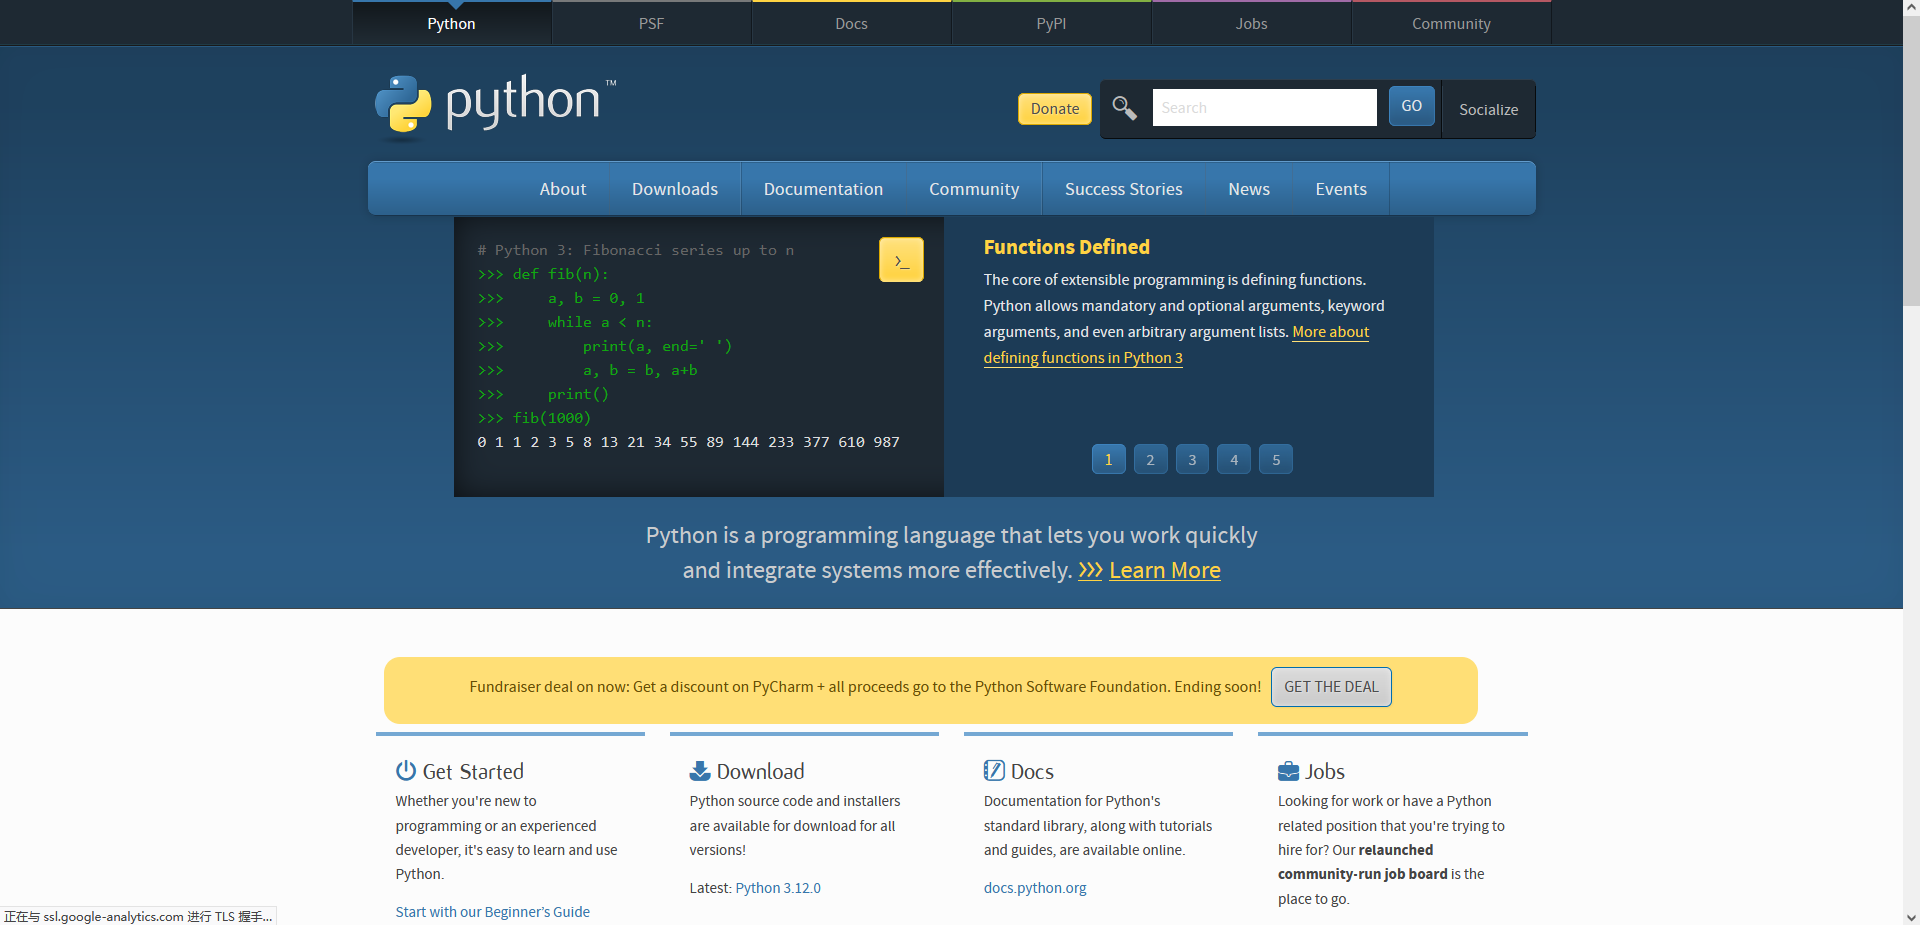 Python
PSF
Docs
PyPI
Jobs
Community
python™
Donate
Search
GO
Socialize
About
Downloads
Documentation
Community
Success Stories
News
Events
# Python 3: Fibonacci series up to n
>>> def fib(n):
>>>     a, b = 0, 1
>>>     while a < n:
>>>         print(a, end=' ')
>>>         a, b = b, a+b
>>>     print()
>>> fib(1000)
0 1 1 2 3 5 8 13 21 34 55 89 144 233 377 610 987
>_
Functions Defined
The core of extensible programming is defining functions.
Python allows mandatory and optional arguments, keyword
arguments, and even arbitrary argument lists. More about
defining functions in Python 3
1
2
3
4
5
Python is a programming language that lets you work quickly
and integrate systems more effectively. >>> Learn More
Fundraiser deal on now: Get a discount on PyCharm + all proceeds go to the Python Software Foundation. Ending soon!
GET THE DEAL
Get Started
Whether you're new to
programming or an experienced
developer, it's easy to learn and use
Python.
Start with our Beginner’s Guide
Download
Python source code and installers
are available for download for all
versions!
Latest: Python 3.12.0
Docs
Documentation for Python's
standard library, along with tutorials
and guides, are available online.
docs.python.org
Jobs
Looking for work or have a Python
related position that you're trying to
hire for? Our relaunched
community-run job board is the
place to go.
正在与 ssl.google-analytics.com 进行 TLS 握手...